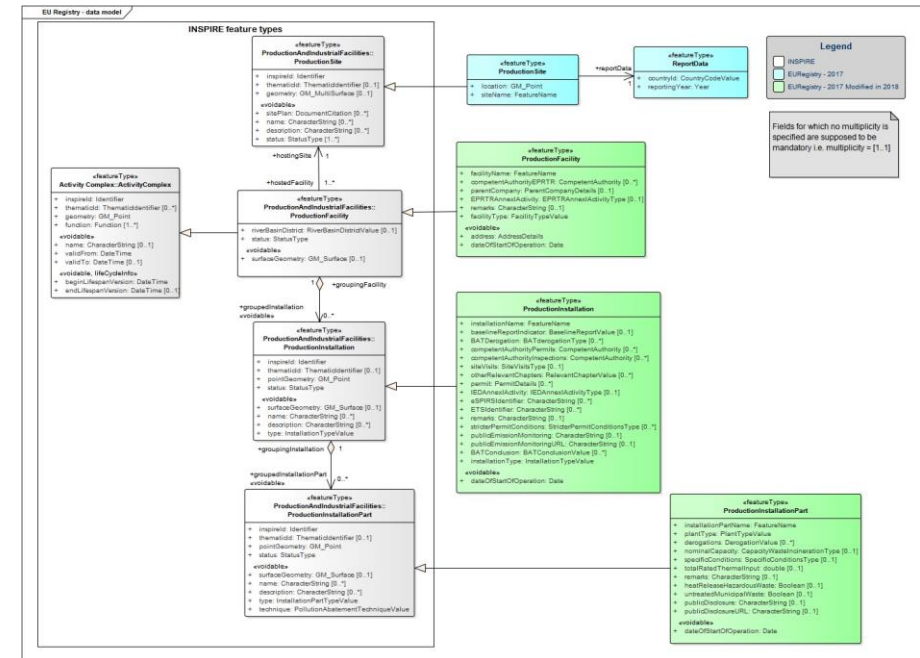 EU Registry - data model
INSPIRE feature types
«featureType»
ProductionAndIndustrialFacilities::
ProductionSite
+ inspireId: Identifier
+ thematicId: ThematicIdentifier [0..1]
+ geometry: GM_MultiSurface [0..1]
«voidable»
+ sitePlan: DocumentCitation [0..*]
+ name: CharacterString [0..*]
+ description: CharacterString [0..*]
+ status: StatusType [1..*]
«featureType»
ProductionSite
+ location: GM_Point
+ siteName: FeatureName
+reportData
1
«featureType»
ReportData
+ countryId: CountryCodeValue
+ reportingYear: Year
Legend
INSPIRE
EURegistry - 2017
EURegistry - 2017 Modified in 2018
Fields for which no multiplicity is
specified are supposed to be
mandatory i.e. multiplicity = [1..1]
+hostingSite
1
+hostedFacility
1..*
«featureType»
Activity Complex::ActivityComplex
+ inspireId: Identifier
+ thematicId: ThematicIdentifier [0..*]
+ geometry: GM_Point
+ function: Function [1..*]
«voidable»
+ name: CharacterString [0..1]
+ validFrom: DateTime
+ validTo: DateTime [0..1]
«voidable, lifeCycleInfo»
+ beginLifespanVersion: DateTime
+ endLifespanVersion: DateTime [0..1]
«featureType»
ProductionAndIndustrialFacilities::
ProductionFacility
+ riverBasinDistrict: RiverBasinDistrictValue [0..1]
+ status: StatusType
«voidable»
+ surfaceGeometry: GM_Surface [0..1]
«featureType»
ProductionFacility
+ facilityName: FeatureName
+ competentAuthorityEPRTR: CompetentAuthority [0..*]
+ parentCompany: ParentCompanyDetails [0..1]
+ EPRTRAnnexIActivity: EPRTRAnnexIActivityType [0..1]
+ remarks: CharacterString [0..1]
+ facilityType: FacilityTypeValue
«voidable»
+ address: AddressDetails
+ dateOfStartOfOperation: Date
1
+groupingFacility
+groupedInstallation
«voidable»
0..*
«featureType»
ProductionAndIndustrialFacilities::
ProductionInstallation
+ inspireId: Identifier
+ thematicId: ThematicIdentifier [0..1]
+ pointGeometry: GM_Point
+ status: StatusType
«voidable»
+ surfaceGeometry: GM_Surface [0..1]
+ name: CharacterString [0..*]
+ description: CharacterString [0..*]
+ type: InstallationTypeValue
«featureType»
ProductionInstallation
+ installationName: FeatureName
+ baselineReportIndicator: BaselineReportValue [0..1]
+ BATDerogation: BATderogationType [0..*]
+ competentAuthorityPermits: CompetentAuthority [0..*]
+ competentAuthorityInspections: CompetentAuthority [0..*]
+ siteVisits: SiteVisitsType [0..1]
+ otherRelevantChapters: RelevantChapterValue [0..*]
+ permit: PermitDetails [0..*]
+ IEDAnnexIActivity: IEDAnnexIActivityType [0..1]
+ eSPIRSIdentifier: CharacterString [0..*]
+ ETSIdentifier: CharacterString [0..*]
+ remarks: CharacterString [0..1]
+ stricterPermitConditions: StricterPermitConditionsType [0..*]
+ publicEmissionMonitoring: CharacterString [0..1]
+ publicEmissionMonitoringURL: CharacterString [0..1]
+ BATConclusion: BATConclusionValue [0..*]
+ installationType: InstallationTypeValue
«voidable»
+ dateOfStartOfOperation: Date
+groupingInstallation
1
+groupedInstallationPart
«voidable»
0..*
«featureType»
ProductionAndIndustrialFacilities::
ProductionInstallationPart
+ inspireId: Identifier
+ thematicId: ThematicIdentifier [0..1]
+ pointGeometry: GM_Point
+ status: StatusType
«voidable»
+ surfaceGeometry: GM_Surface [0..1]
+ name: CharacterString [0..*]
+ description: CharacterString [0..*]
+ type: InstallationPartTypeValue
+ technique: PollutionAbatementTechniqueValue
«featureType»
ProductionInstallationPart
+ installationPartName: FeatureName
+ plantType: PlantTypeValue
+ derogations: DerogationValue [0..*]
+ nominalCapacity: CapacityWasteIncinerationType [0..1]
+ specificConditions: SpecificConditionsType [0..*]
+ totalRatedThermalInput: double [0..1]
+ remarks: CharacterString [0..1]
+ heatReleaseHazardousWaste: Boolean [0..1]
+ untreatedMunicipalWaste: Boolean [0..1]
+ publicDisclosure: CharacterString [0..1]
+ publicDisclosureURL: CharacterString [0..1]
«voidable»
+ dateOfStartOfOperation: Date